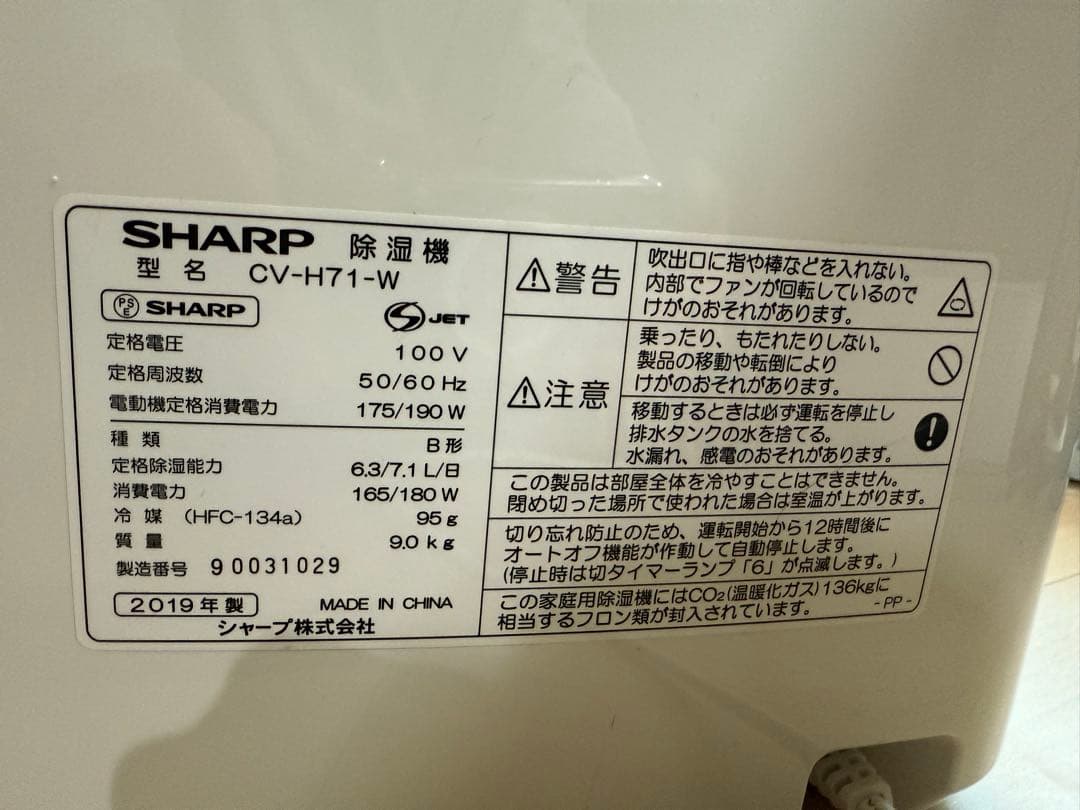 SHARP 除湿機
型名 CV-H71-W
PSE SHARP
S JET
定格電圧 100 V
定格周波数 50/60 Hz
電動機定格消費電力 175/190 W
種類 B形
定格除湿能力 6.3/7.1 L/日
消費電力 165/180 W
冷媒 (HFC-134a) 95 g
質量 9.0 kg
製造番号 90031029
2019年製 MADE IN CHINA
シャープ株式会社
警告
吹出口に指や棒などを入れない。
内部でファンが回転しているので
けがのおそれがあります。
注意
乗ったり、もたれたりしない。
製品の移動や転倒により
けがのおそれがあります。
移動するときは必ず運転を停止し
排水タンクの水を捨てる。
水漏れ、感電のおそれがあります。
この製品は部屋全体を冷やすことはできません。
閉め切った場所で使われた場合は室温が上がります。
切り忘れ防止のため、運転開始から12時間後に
オートオフ機能が作動して自動停止します。
(停止時は切タイマーランプ「6」が点滅します。)
この家庭用除湿機にはCO₂(温暖化ガス)136kgに
相当するフロン類が封入されています。
-PP-